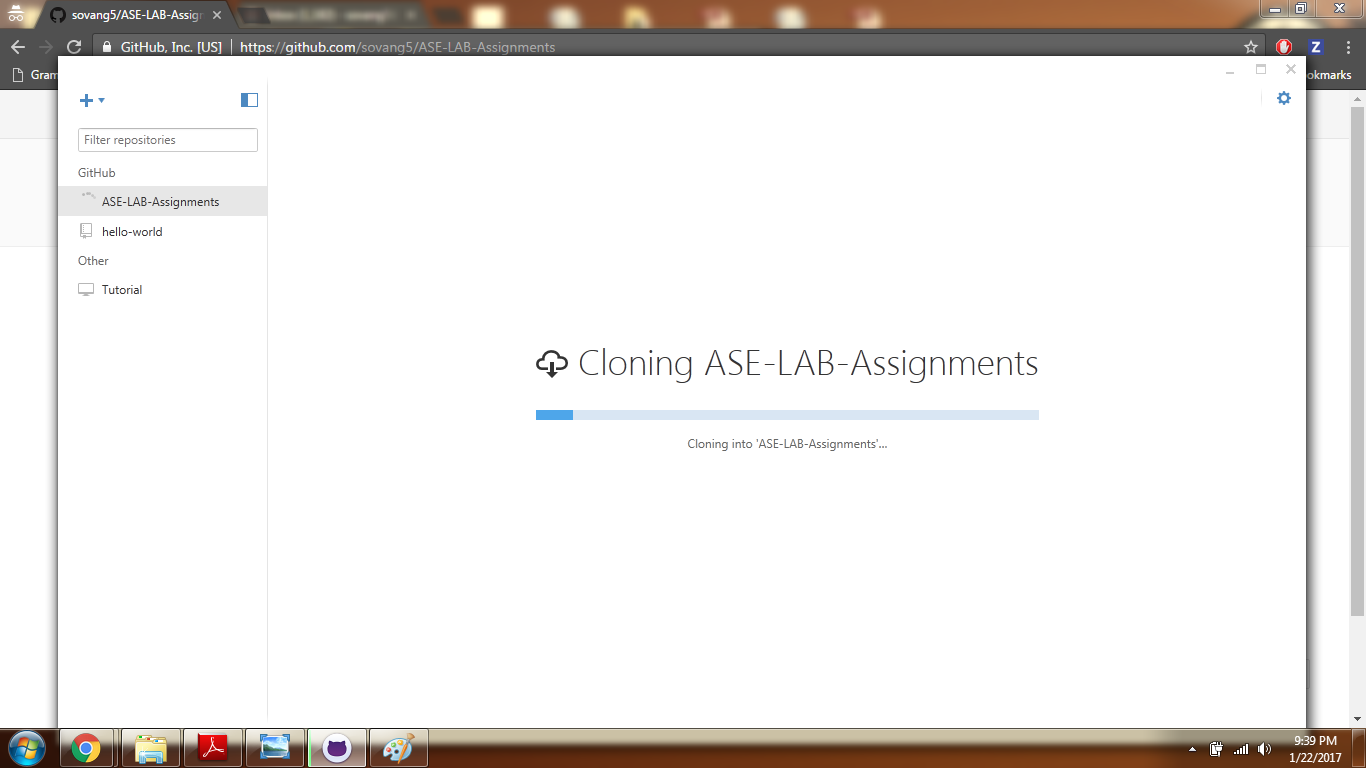 sovang5/ASE-LAB-Assign
GitHub, Inc. [US] https://github.com/sovang5/ASE-LAB-Assignments
Z
Gram
okmarks
Filter repositories
GitHub
ASE-LAB-Assignments
hello-world
Other
Tutorial
Cloning ASE-LAB-Assignments
Cloning into 'ASE-LAB-Assignments'...
9:39 PM
1/22/2017